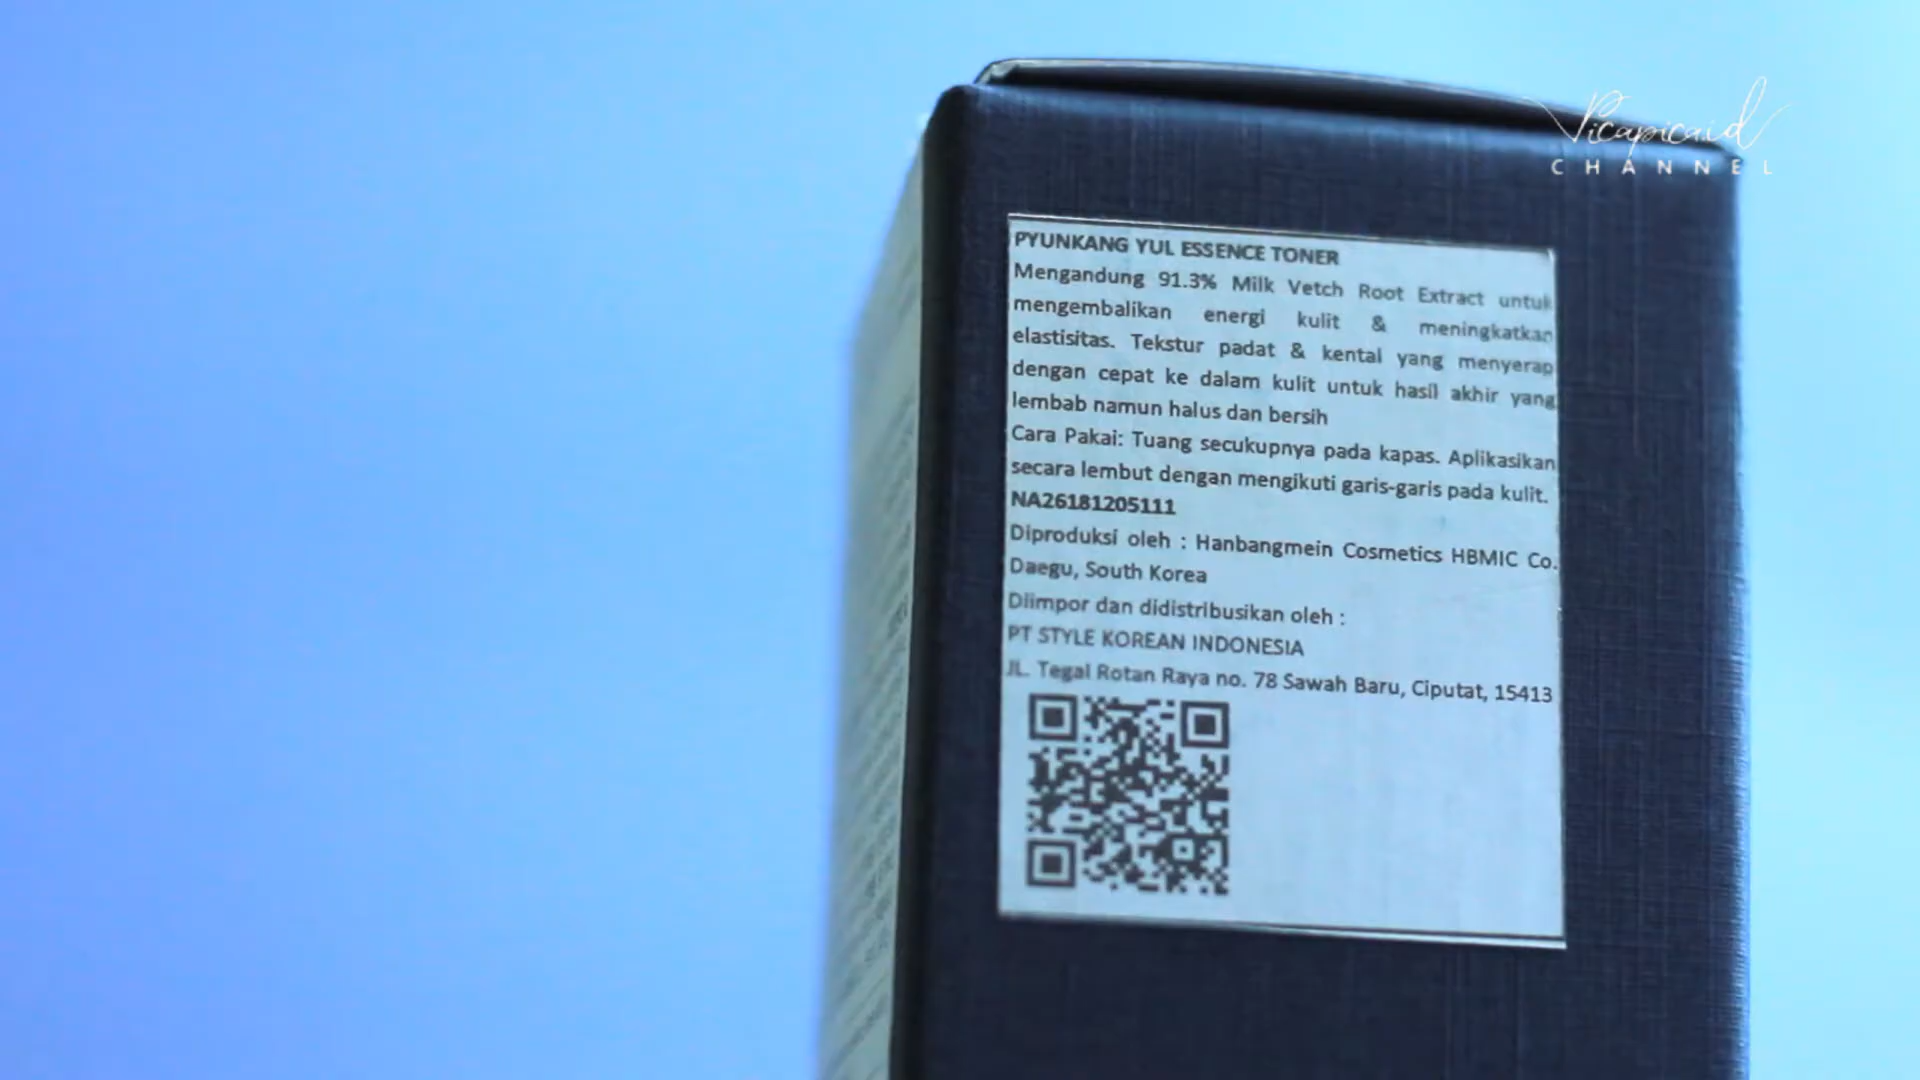 Picapica.id
CHANNEL
PYUNKANG YUL ESSENCE TONER
Mengandung 91.3% Milk Vetch Root Extract untuk
mengembalikan energi kulit & meningkatkan
elastisitas. Tekstur padat & kental yang menyerap
dengan cepat ke dalam kulit untuk hasil akhir yang
lembab namun halus dan bersih
Cara Pakai: Tuang secukupnya pada kapas. Aplikasikan
secara lembut dengan mengikuti garis-garis pada kulit.
NA26181205111
Diproduksi oleh : Hanbangmein Cosmetics HBMIC Co.
Daegu, South Korea
Diimpor dan didistribusikan oleh :
PT STYLE KOREAN INDONESIA
JL. Tegal Rotan Raya no. 78 Sawah Baru, Ciputat, 15413